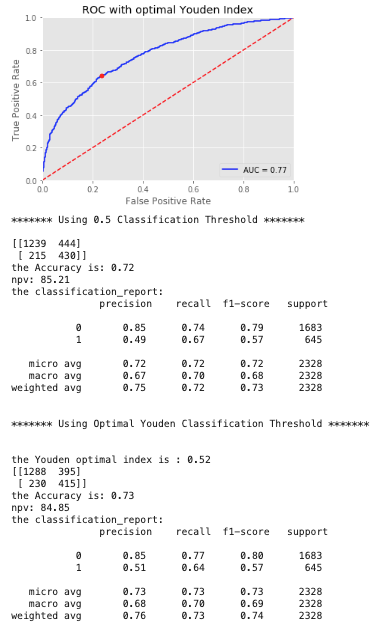 ROC with optimal Youden Index
1.0
0.8
0.6
0.4
0.2
0.0
True Positive Rate
AUC = 0.77
0.0 0.2 0.4 0.6 0.8 1.0
False Positive Rate
******* Using 0.5 Classification Threshold *******
[[1239 444]
[ 215 430]]
the Accuracy is: 0.72
npv: 85.21
the classification_report:
precision recall f1-score support
0 0.85 0.74 0.79 1683
1 0.49 0.67 0.57 645
micro avg 0.72 0.72 0.72 2328
macro avg 0.67 0.70 0.68 2328
weighted avg 0.75 0.72 0.73 2328
******* Using Optimal Youden Classification Threshold *******
the Youden optimal index is : 0.52
[[1288 395]
[ 230 415]]
the Accuracy is: 0.73
npv: 84.85
the classification_report:
precision recall f1-score support
0 0.85 0.77 0.80 1683
1 0.51 0.64 0.57 645
micro avg 0.73 0.73 0.73 2328
macro avg 0.68 0.70 0.69 2328
weighted avg 0.76 0.73 0.74 2328